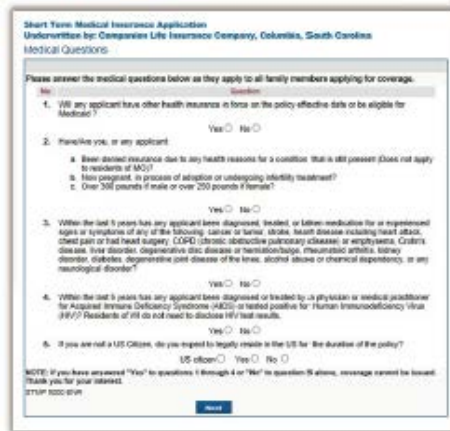 Short Term Medical Insurance Application
Underwritten by: Companion Life Insurance Company, Columbia, South Carolina
Medical Questions
Please answer the medical questions below as they apply to all family members applying for coverage.
No Question
1. Will any applicant have other health insurance in force on the policy effective date or be eligible for
Medicaid ?
Yes No
2. Have/Are you, or any applicant:
a Been denied insurance due to any health reasons for a condition that is still present (Does not apply
to residents of MO)?
b Now pregnant, in process of adoption or undergoing infertility treatment?
c Over 300 pounds if male or over 250 pounds if female?
Yes No
3. Within the last 5 years has any applicant been diagnosed, treated, or taken medication for or experienced
signs or symptoms of any of the following: cancer or tumor, stroke, heart disease including heart attack,
chest pain or had heart surgery, COPD (chronic obstructive pulmonary disease) or emphysema, Crohn's
disease, liver disorder, degenerative disc disease or herniation/bulge, rheumatoid arthritis, kidney
disorder, diabetes, degenerative joint disease of the knee, alcohol abuse or chemical dependency, or any
neurological disorder?
Yes No
4. Within the last 5 years has any applicant been diagnosed or treated by a physician or medical practitioner
for Acquired Immune Deficiency Syndrome (AIDS) or tested positive for Human Immunodeficiency Virus
(HIV)? Residents of WI do not need to disclose HIV test results.
Yes No
5. If you are not a US Citizen, do you expect to legally reside in the US for the duration of the policy?
US citizen Yes No
NOTE: If you have answered "Yes" to questions 1 through 4 or "No" to question 5 above, coverage cannot be issued.
Thank you for your interest.
Next